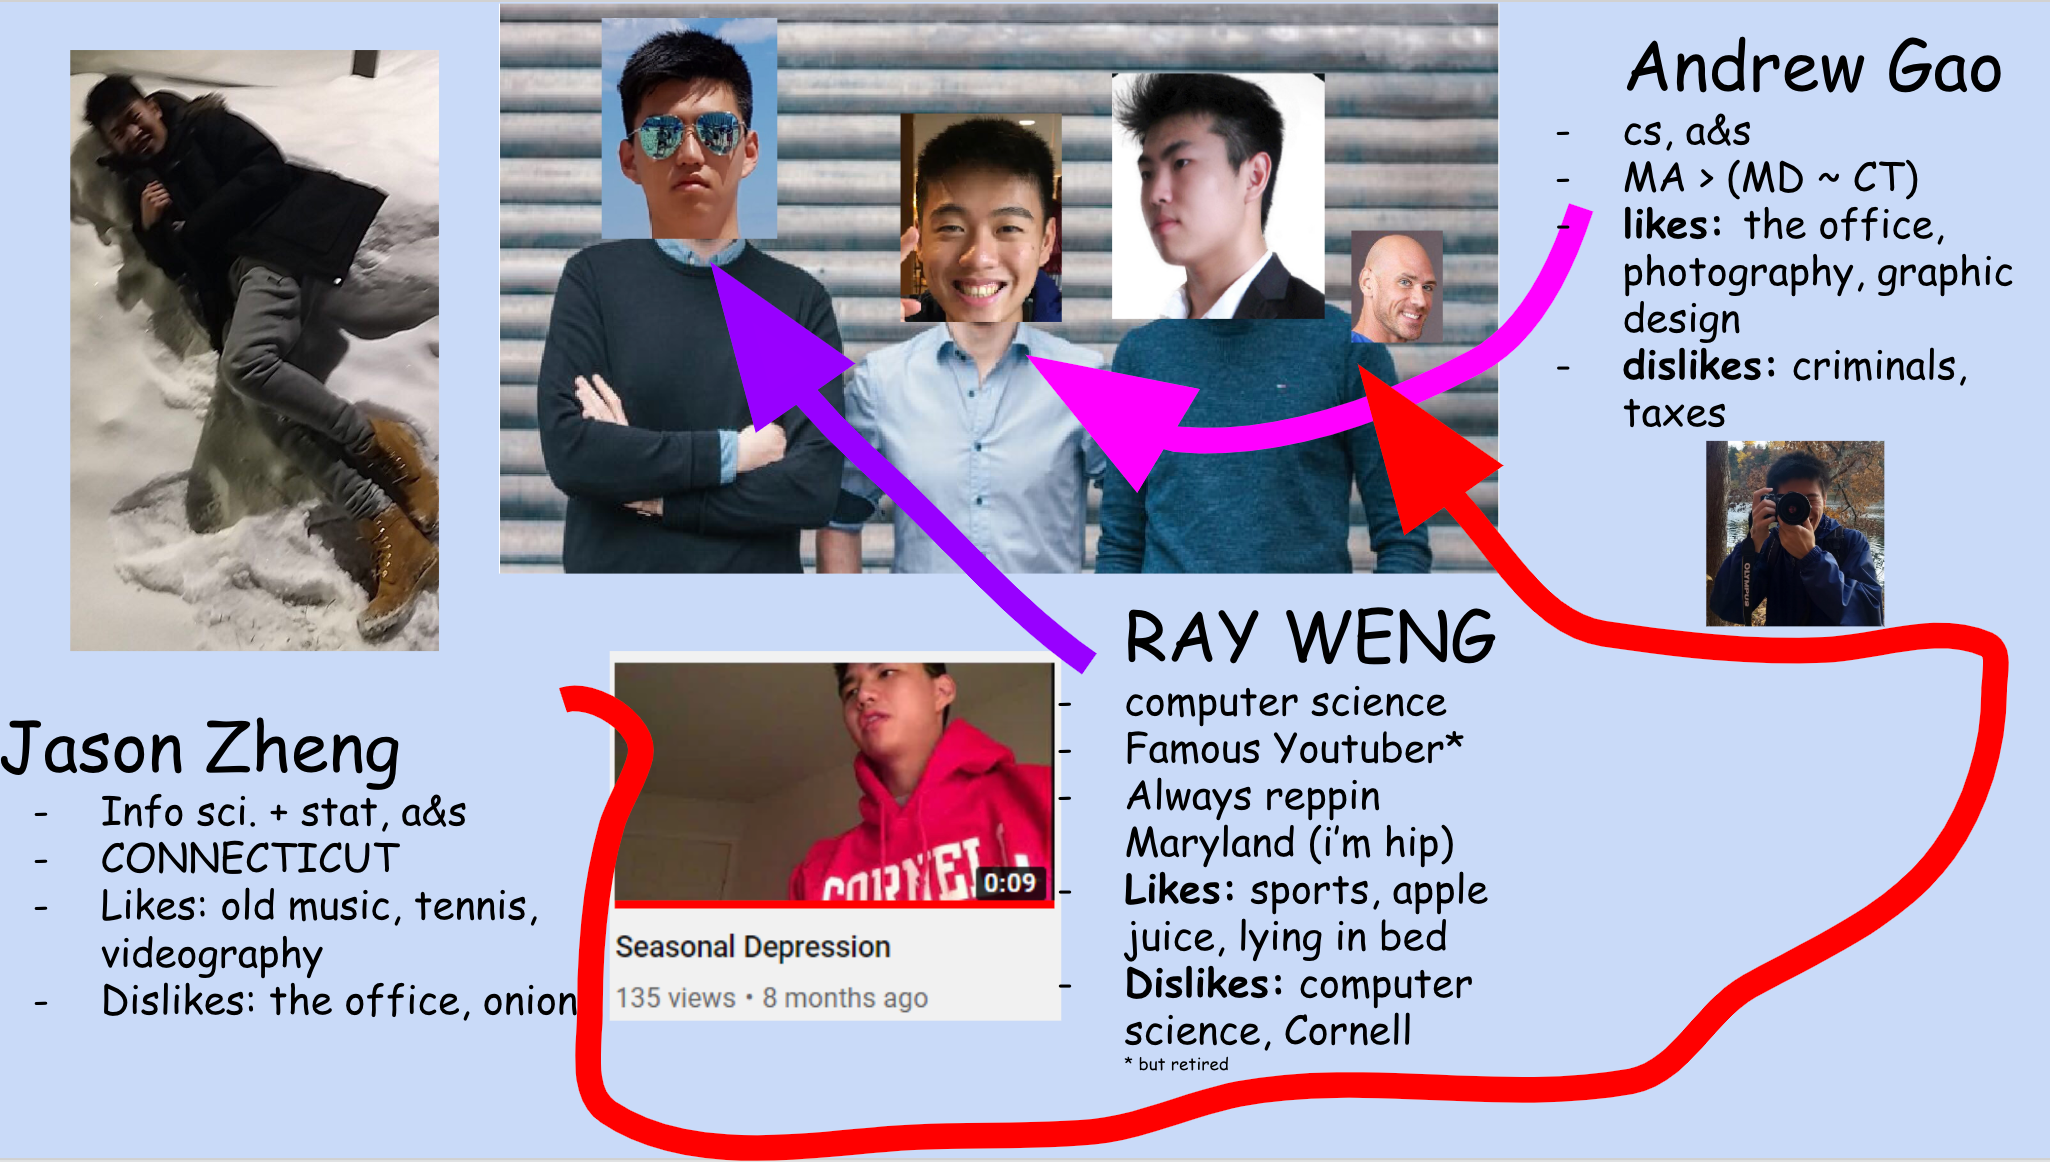 Andrew Gao
- cs, a&s
- MA > (MD ~ CT)
- likes: the office,
photography, graphic
design
- dislikes: criminals,
taxes
OLYMPUS
RAY WENG
- computer science
- Famous Youtuber*
- Always reppin
Maryland (i'm hip)
- Likes: sports, apple
juice, lying in bed
- Dislikes: computer
science, Cornell
* but retired
CORNELL
0:09
Seasonal Depression
135 views • 8 months ago
Jason Zheng
- Info sci. + stat, a&s
- CONNECTICUT
- Likes: old music, tennis,
videography
- Dislikes: the office, onion